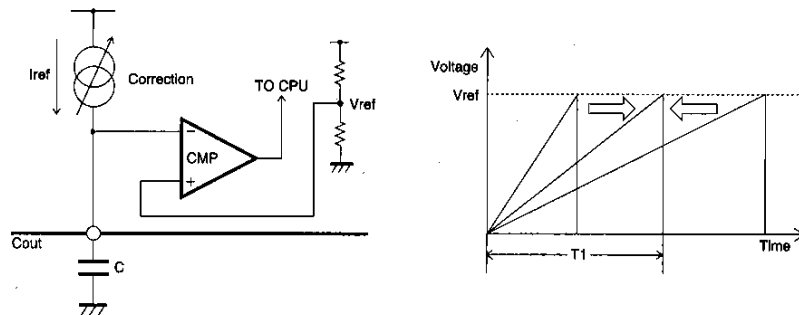 Iref
Correction
TO CPU
Vref
−
CMP
+
Cout
C
Voltage
Vref
T1
Time